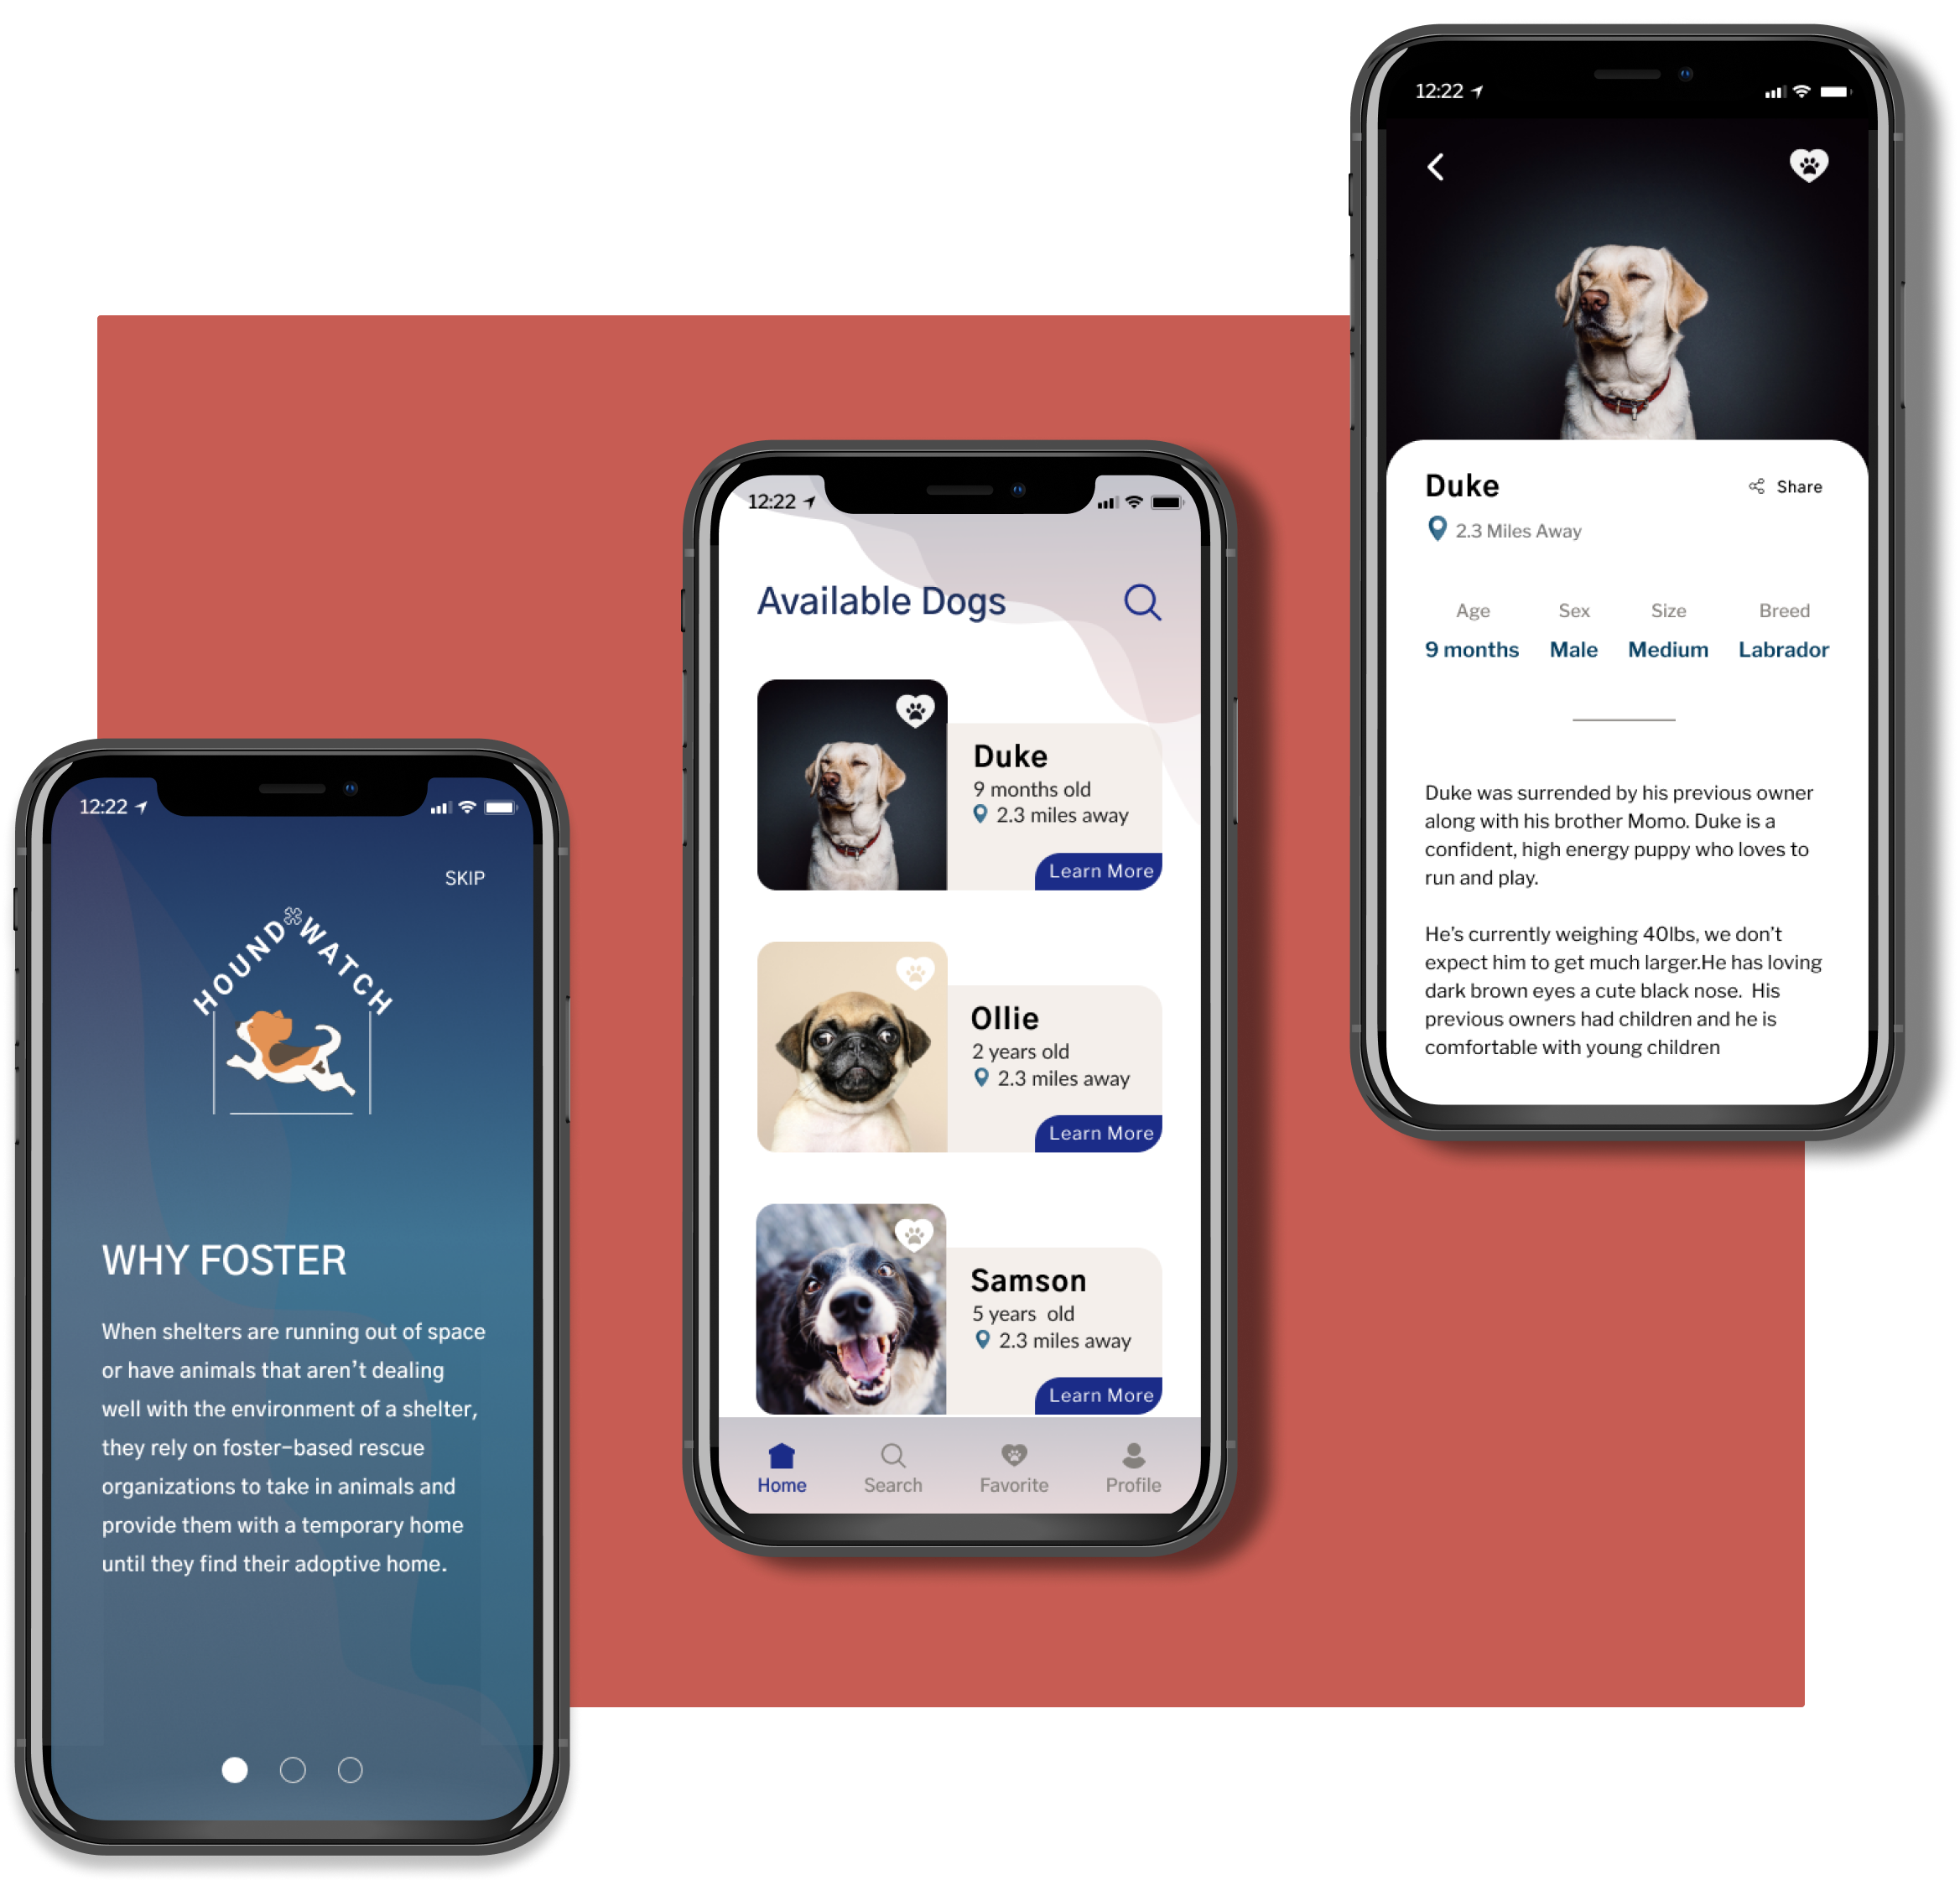 12:22
SKIP
HOUND WATCH
WHY FOSTER
When shelters are running out of space
or have animals that aren't dealing
well with the environment of a shelter,
they rely on foster-based rescue
organizations to take in animals and
provide them with a temporary home
until they find their adoptive home.
12:22
Available Dogs
Duke
9 months old
2.3 miles away
Learn More
Ollie
2 years old
2.3 miles away
Learn More
Samson
5 years old
2.3 miles away
Learn More
Home Search Favorite Profile
12:22
Duke Share
2.3 Miles Away
Age Sex Size Breed
9 months Male Medium Labrador
Duke was surrended by his previous owner
along with his brother Momo. Duke is a
confident, high energy puppy who loves to
run and play.
He's currently weighing 40lbs, we don't
expect him to get much larger.He has loving
dark brown eyes a cute black nose. His
previous owners had children and he is
comfortable with young children